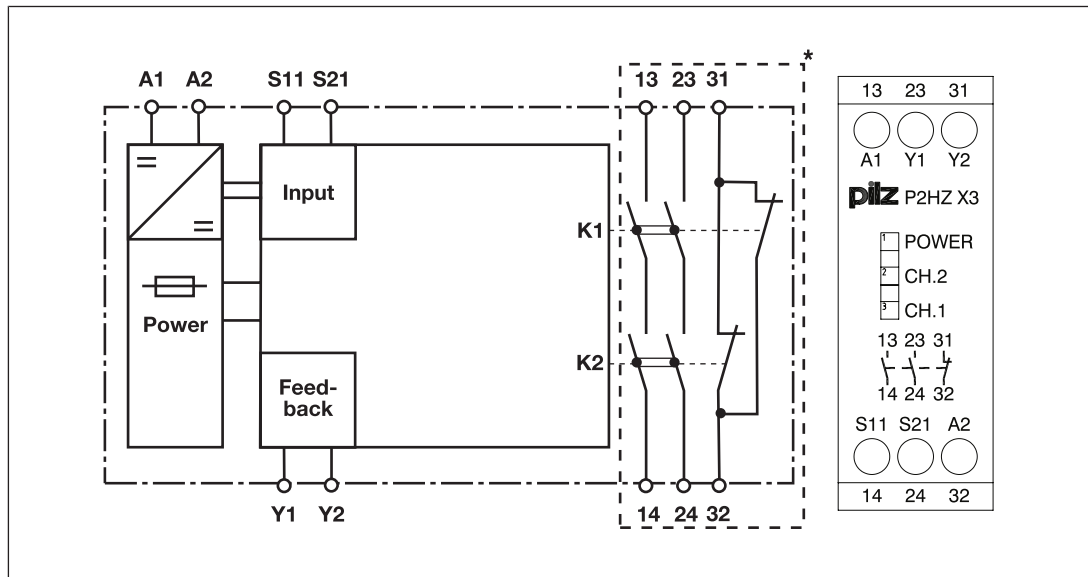 A1 A2 S11 S21 13 23 31 *
Input
K1
Power
K2
Feed-
back
Y1 Y2 14 24 32
13 23 31
A1 Y1 Y2
pilz P2HZ X3
1 POWER
2 CH.2
3 CH.1
13 23 31
14 24 32
S11 S21 A2
14 24 32